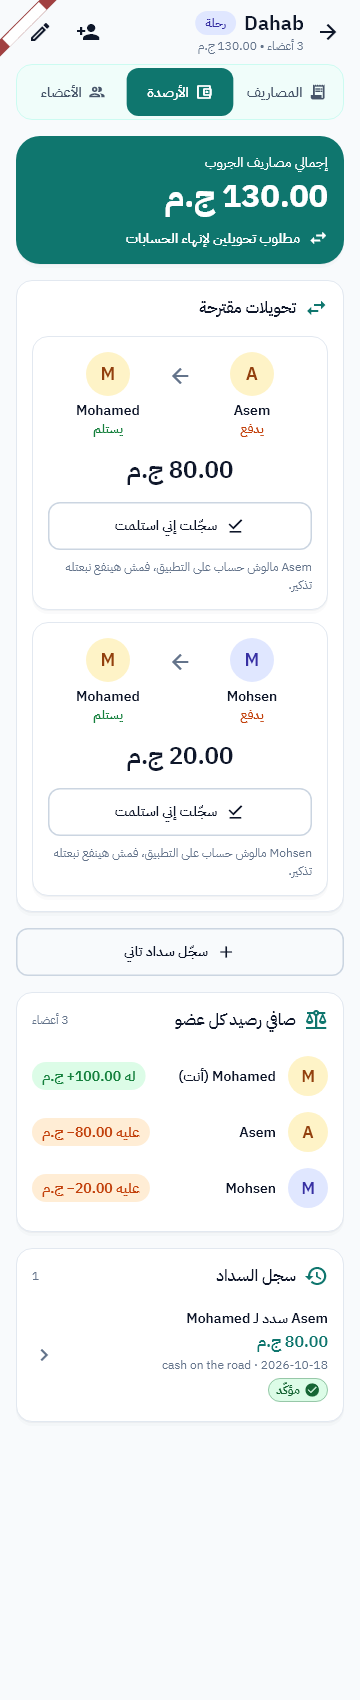 Dahab رحلة
3 أعضاء • 130.00 ج.م
المصاريف
الأرصدة
الأعضاء
إجمالي مصاريف الجروب
130.00 ج.م
مطلوب تحويلين لإنهاء الحسابات
تحويلات مقترحة
A
M
Asem
Mohamed
يدفع
يستلم
80.00 ج.م
سجّلت إني استلمت
Asem مالوش حساب على التطبيق، فمش هينفع نبعتله
تذكير.
M
M
Mohsen
Mohamed
يدفع
يستلم
20.00 ج.م
سجّلت إني استلمت
Mohsen مالوش حساب على التطبيق، فمش هينفع نبعتله
تذكير.
سجّل سداد تاني
صافي رصيد كل عضو
3 أعضاء
M
Mohamed (أنت)
له 100.00+ ج.م
A
Asem
عليه 80.00− ج.م
M
Mohsen
عليه 20.00− ج.م
سجل السداد
1
Asem سدد لـ Mohamed
80.00 ج.م
cash on the road · 2026-10-18
مؤكّد